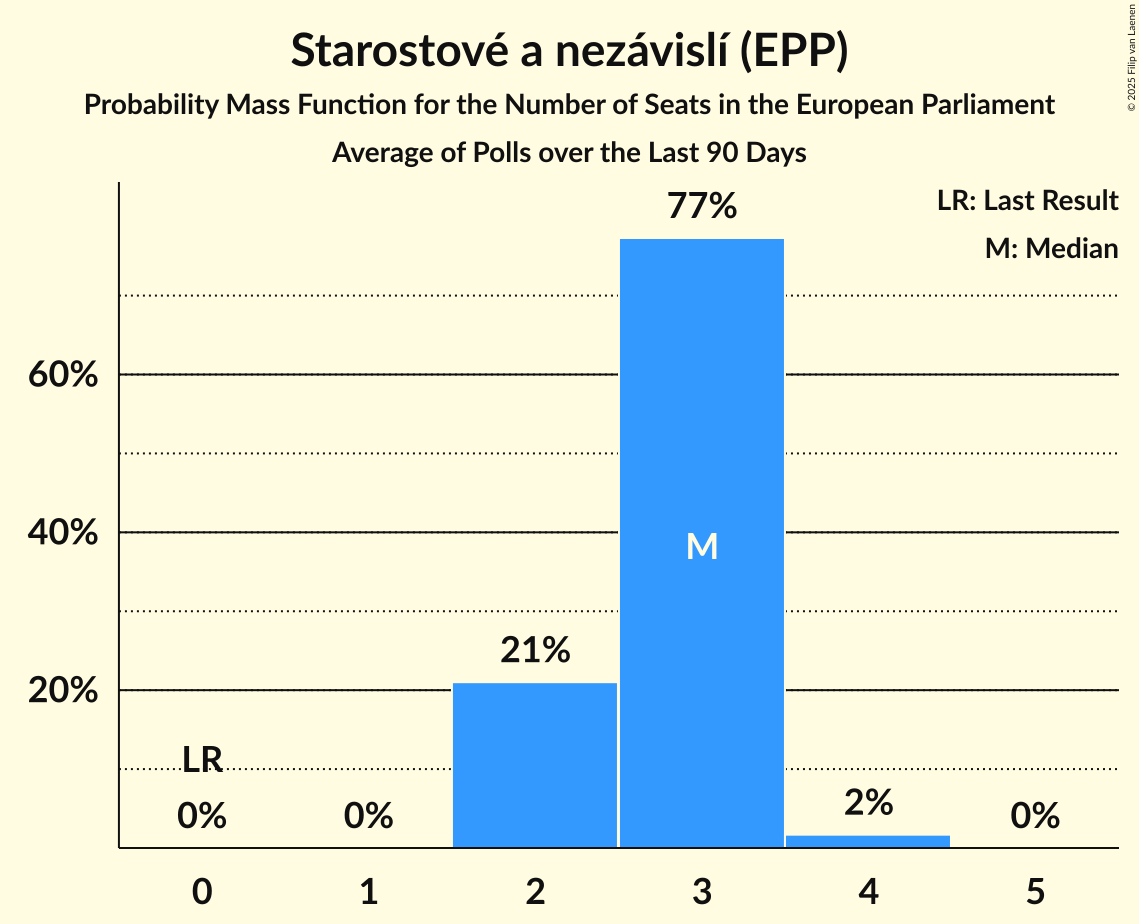 Starostové a nezávislí (EPP)
Probability Mass Function for the Number of Seats in the European Parliament
Average of Polls over the Last 90 Days
© 2025 Filip van Laenen
LR: Last Result
M: Median
77%
60%
40%
M
21%
20%
LR
0%
0%
2%
0%
0
1
2
3
4
5